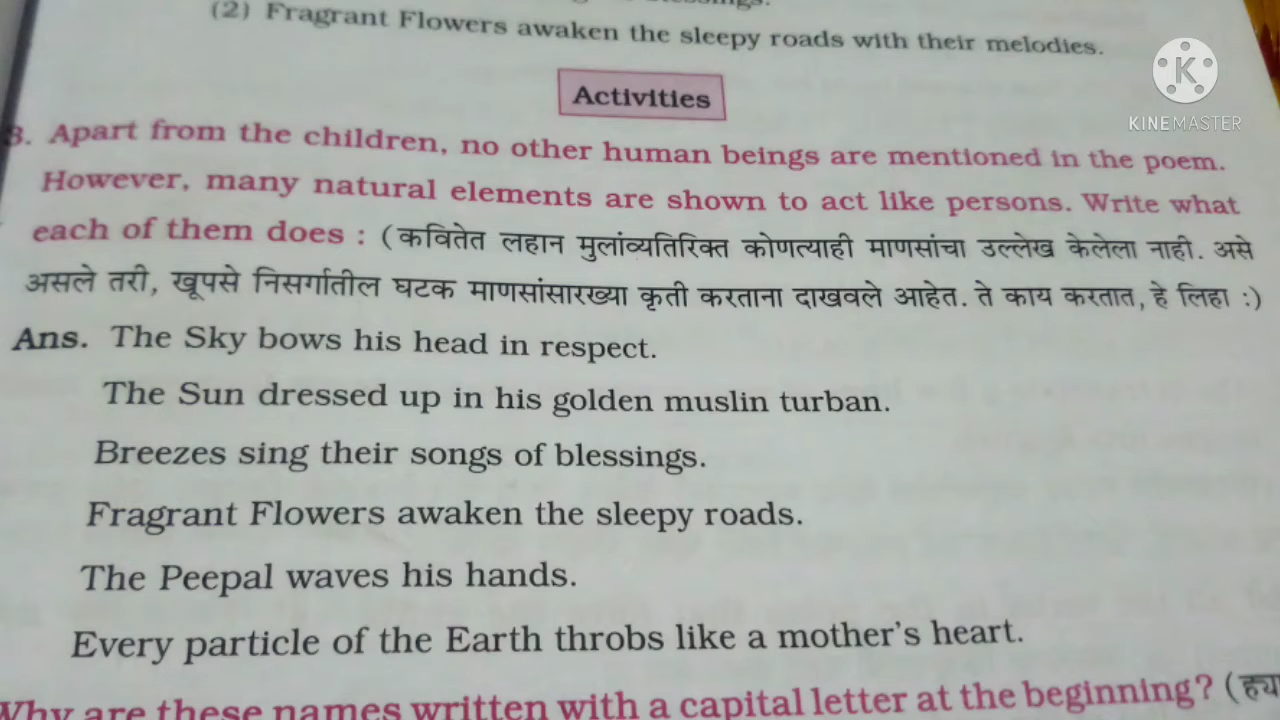 (2) Fragrant Flowers awaken the sleepy roads with their melodies.
Activities
3. Apart from the children, no other human beings are mentioned in the poem.
However, many natural elements are shown to act like persons. Write what
each of them does : (कवितेत लहान मुलांव्यतिरिक्त कोणत्याही माणसांचा उल्लेख केलेला नाही. असे
असले तरी, खूपसे निसर्गातील घटक माणसांसारख्या कृती करताना दाखवले आहेत. ते काय करतात, हे लिहा :)
Ans. The Sky bows his head in respect.
The Sun dressed up in his golden muslin turban.
Breezes sing their songs of blessings.
Fragrant Flowers awaken the sleepy roads.
The Peepal waves his hands.
Every particle of the Earth throbs like a mother's heart.
Why are these names written with a capital letter at the beginning? (
K
KINEMASTER